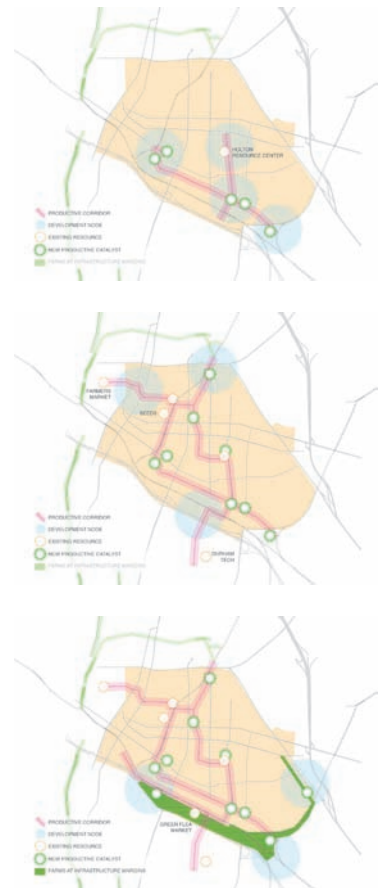 HOLTON
RESOURCE CENTER
PRODUCTIVE CORRIDOR
DEVELOPMENT NODE
EXISTING RESOURCE
NEW PRODUCTIVE CATALYST
FARMS AT INFRASTRUCTURE MARGINS
FARMERS
MARKET
SEEDS
PRODUCTIVE CORRIDOR
DEVELOPMENT NODE
EXISTING RESOURCE
NEW PRODUCTIVE CATALYST
FARMS AT INFRASTRUCTURE MARGINS
DURHAM
TECH
GREEN FLEA
MARKET
PRODUCTIVE CORRIDOR
DEVELOPMENT NODE
EXISTING RESOURCE
NEW PRODUCTIVE CATALYST
FARMS AT INFRASTRUCTURE MARGINS